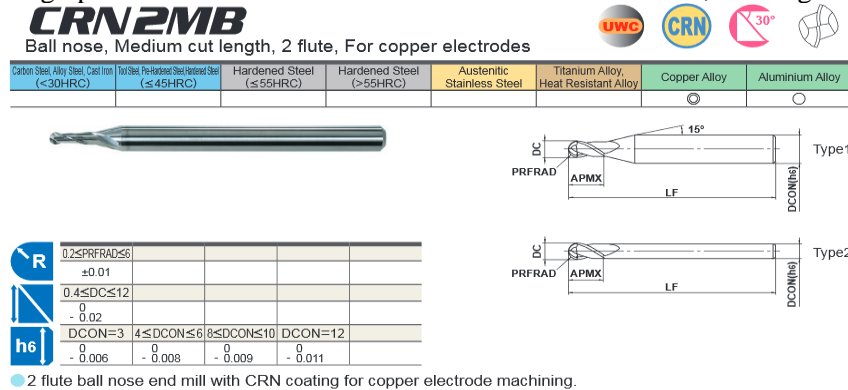 CRN2MB
UWC CRN 30°
Ball nose, Medium cut length, 2 flute, For copper electrodes
Carbon Steel, Alloy Steel, Cast Iron Tool Steel, Pre-Hardened Steel, Hardened Steel Hardened Steel Hardened Steel Austenitic Titanium Alloy, Copper Alloy Aluminium Alloy
(<30HRC) (≤45HRC) (≤55HRC) (>55HRC) Stainless Steel Heat Resistant Alloy
◎ ○
15°
DC Type1
PRFRAD
APMX
LF
DCON(h6)
DC Type2
PRFRAD APMX
LF
DCON(h6)
R 0.2≤PRFRAD≤6
±0.01
0.4≤DC≤12
0
- 0.02
h6 DCON=3 4≤DCON≤6 8≤DCON≤10 DCON=12
0 0 0 0
- 0.006 - 0.008 - 0.009 - 0.011
2 flute ball nose end mill with CRN coating for copper electrode machining.